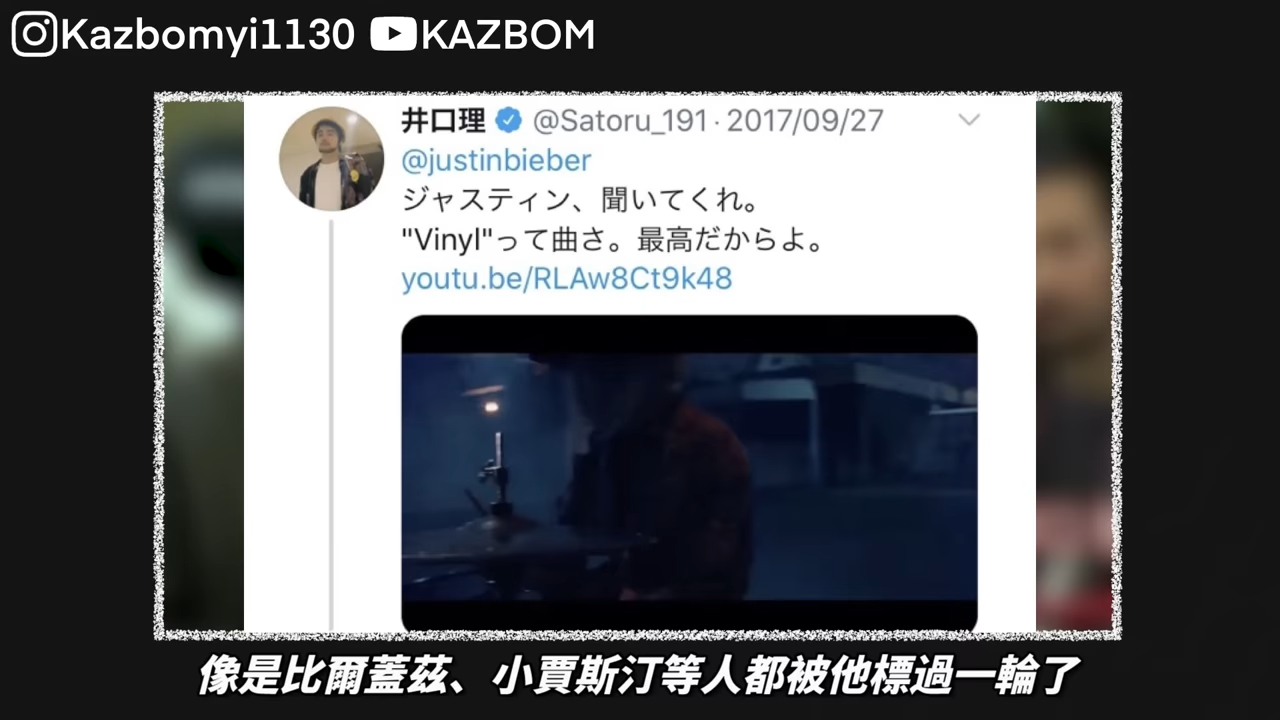 Kazbomyi1130 KAZBOM
井口理 @Satoru_191 · 2017/09/27
@justinbieber
ジャスティン、聞いてくれ。
"Vinyl"って曲さ。最高だからよ。
youtu.be/RLAw8Ct9k48
像是比爾蓋茲、小賈斯汀等人都被他標過一輪了